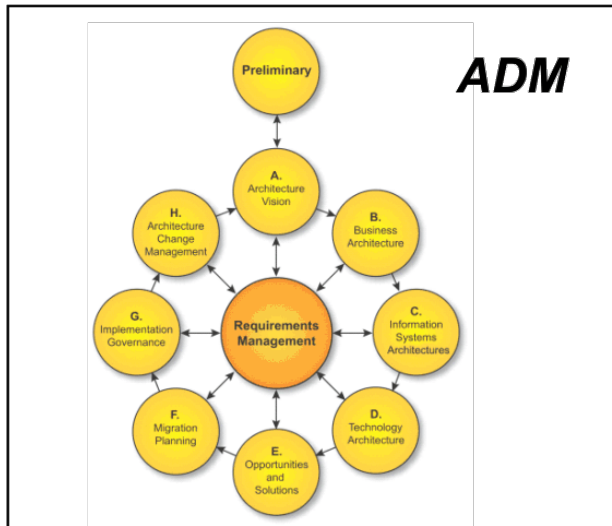 Preliminary
ADM
A.
Architecture
Vision
H.
Architecture
Change
Management
B.
Business
Architecture
G.
Implementation
Governance
Requirements
Management
C.
Information
Systems
Architectures
F.
Migration
Planning
D.
Technology
Architecture
E.
Opportunities
and
Solutions